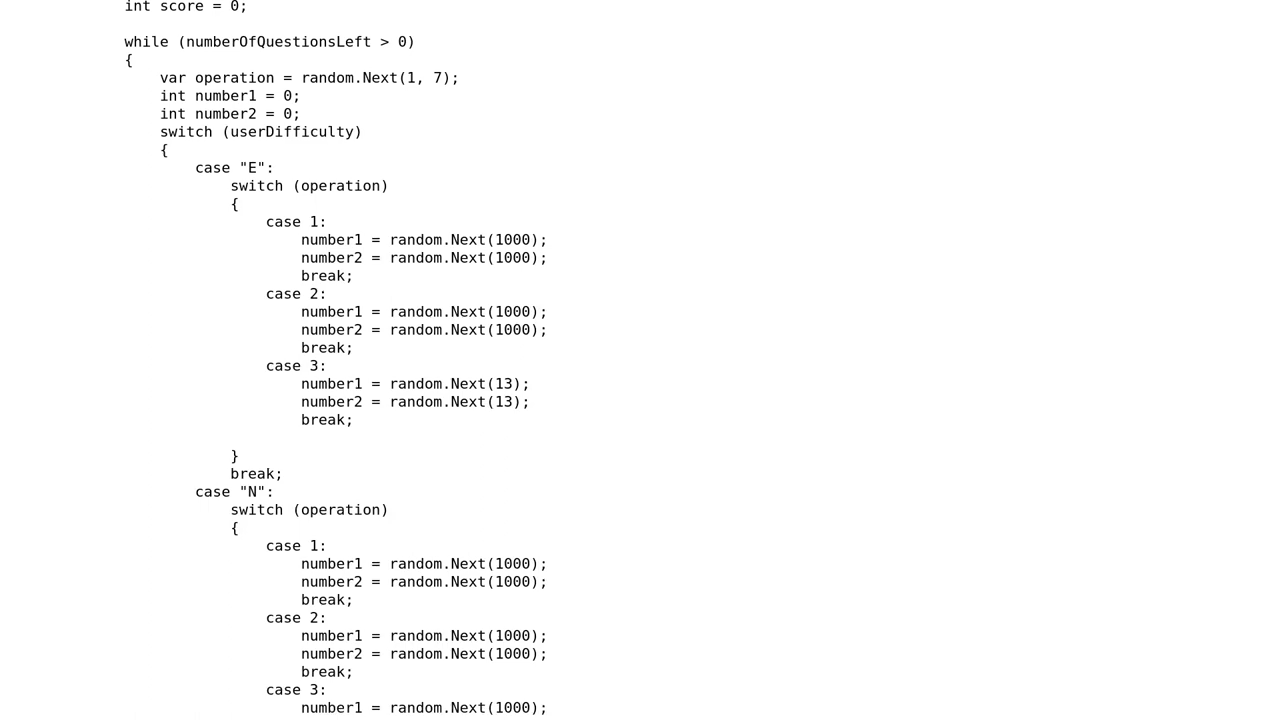 int score = 0;
while (numberOfQuestionsLeft > 0)
{
var operation = random.Next(1, 7);
int number1 = 0;
int number2 = 0;
switch (userDifficulty)
{
case "E":
switch (operation)
{
case 1:
number1 = random.Next(1000);
number2 = random.Next(1000);
break;
case 2:
number1 = random.Next(1000);
number2 = random.Next(1000);
break;
case 3:
number1 = random.Next(13);
number2 = random.Next(13);
break;
}
break;
case "N":
switch (operation)
{
case 1:
number1 = random.Next(1000);
number2 = random.Next(1000);
break;
case 2:
number1 = random.Next(1000);
number2 = random.Next(1000);
break;
case 3:
number1 = random.Next(1000);